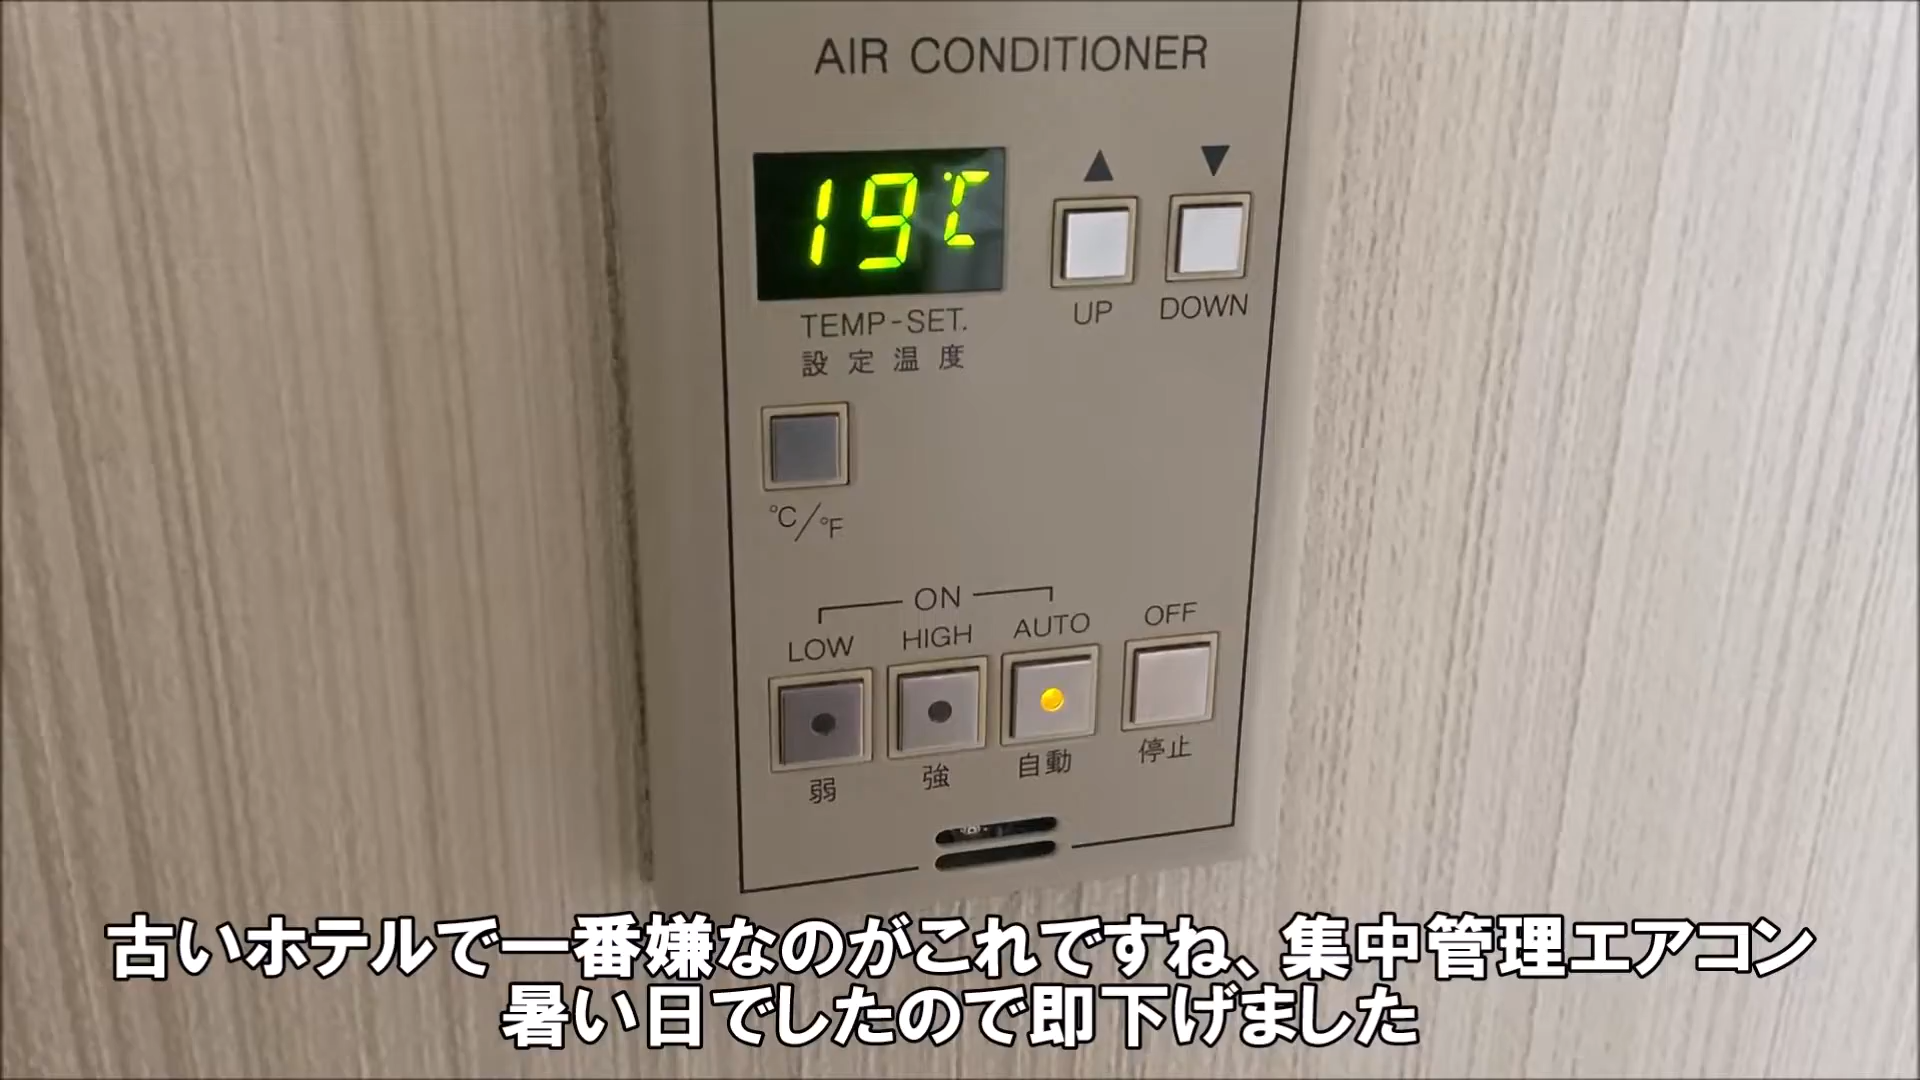 AIR CONDITIONER
19℃
▲ ▼
UP DOWN
TEMP-SET.
設定温度
℃/℉
ON
LOW HIGH AUTO OFF
弱 強 自動 停止
古いホテルで一番嫌なのがこれですね、集中管理エアコン
暑い日でしたので即下げました